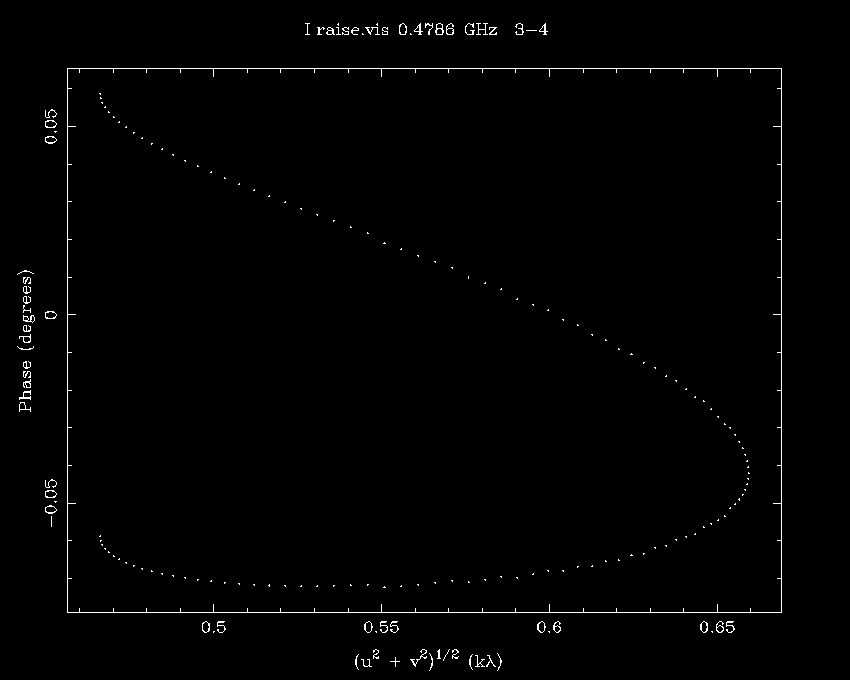 I raise.vis 0.4786 GHz 3−4
0.05
0
−0.05
Phase (degrees)
0.5 0.55 0.6 0.65
(u² + v²)¹/² (kλ)